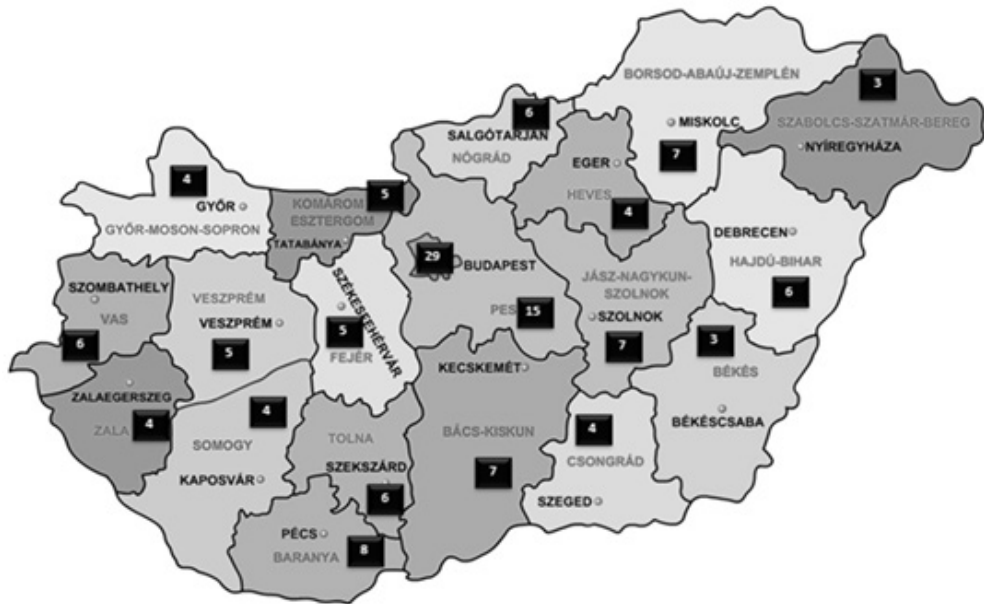 BORSOD-ABAÚJ-ZEMPLÉN
3
6
SZABOLCS-SZATMÁR-BEREG
MISKOLC
SALGÓTARJÁN
NYÍREGYHÁZA
NÓGRÁD
7
EGER
4
5
HEVES
KOMÁROM
ESZTERGOM
GYŐR
4
GYŐR-MOSON-SOPRON
DEBRECEN
TATABÁNYA
29
BUDAPEST
HAJDÚ-BIHAR
JÁSZ-NAGYKUN-
SZOLNOK
SZOMBATHELY
SZÉKESFEHÉRVÁR
VESZPRÉM
6
PES
15
SZOLNOK
VAS
VESZPRÉM
5
6
5
FEJÉR
7
3
KECSKEMÉT
BÉKÉS
ZALAEGERSZEG
4
4
ZALA
SOMOGY
TOLNA
BÁCS-KISKUN
4
BÉKÉSCSABA
CSONGRÁD
SZEKSZÁRD
KAPOSVÁR
7
6
SZEGED
PÉCS
8
BARANYA